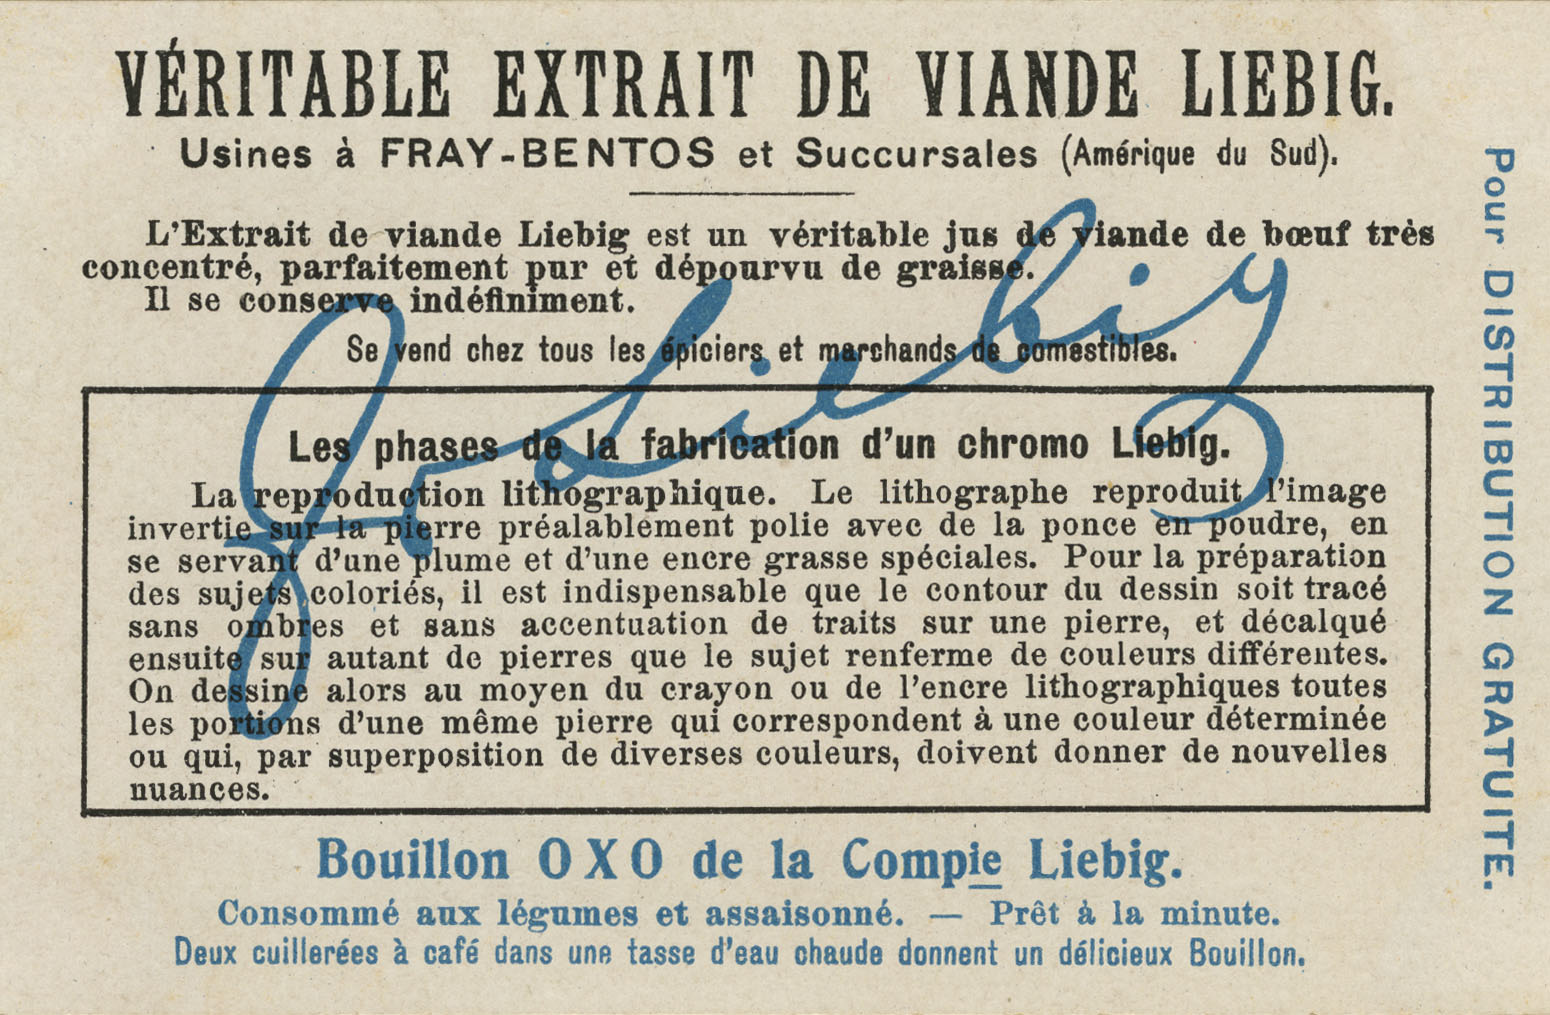 VÉRITABLE EXTRAIT DE VIANDE LIEBIG.
Usines à FRAY-BENTOS et Succursales (Amérique du Sud).
L'Extrait de viande Liebig est un véritable jus de viande de bœuf très
concentré, parfaitement pur et dépourvu de graisse.
Il se conserve indéfiniment.
Se vend chez tous les épiciers et marchands de comestibles.
Les phases de la fabrication d'un chromo Liebig.
La reproduction lithographique. Le lithographe reproduit l'image
invertie sur la pierre préalablement polie avec de la ponce en poudre, en
se servant d'une plume et d'une encre grasse spéciales. Pour la préparation
des sujets coloriés, il est indispensable que le contour du dessin soit tracé
sans ombres et sans accentuation de traits sur une pierre, et décalqué
ensuite sur autant de pierres que le sujet renferme de couleurs différentes.
On dessine alors au moyen du crayon ou de l'encre lithographiques toutes
les portions d'une même pierre qui correspondent à une couleur déterminée
ou qui, par superposition de diverses couleurs, doivent donner de nouvelles
nuances.
Bouillon OXO de la Compie Liebig.
Consommé aux légumes et assaisonné. — Prêt à la minute.
Deux cuillerées à café dans une tasse d'eau chaude donnent un délicieux Bouillon.
Pour DISTRIBUTION GRATUITE.
Liebig